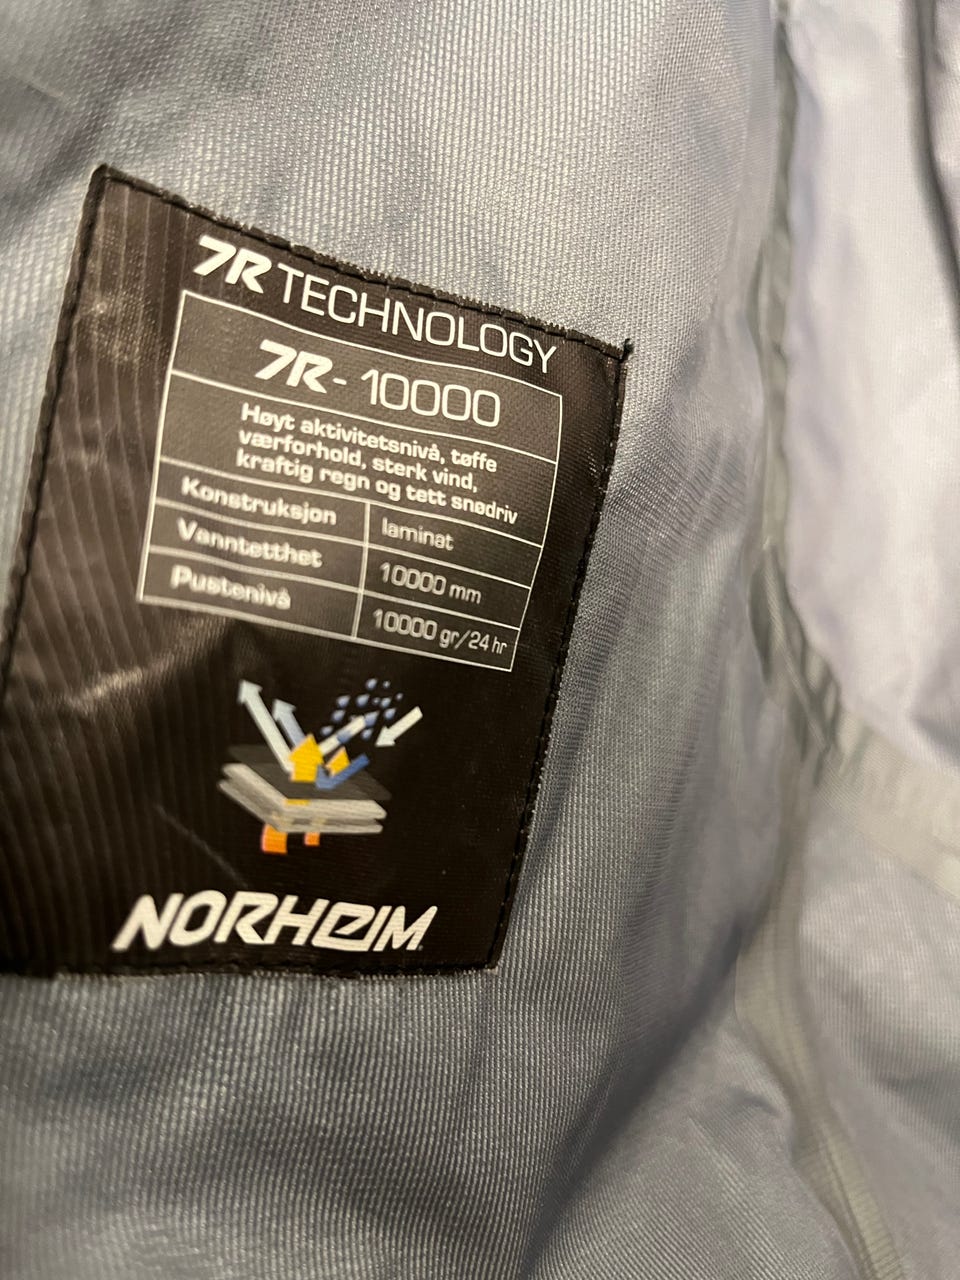 7R TECHNOLOGY
7R- 10000
Høyt aktivitetsnivå, tøffe
værforhold, sterk vind,
kraftig regn og tett snødriv
Konstruksjon laminat
Vanntetthet 10000 mm
Pustenivå 10000 gr/24 hr
NORHEIM